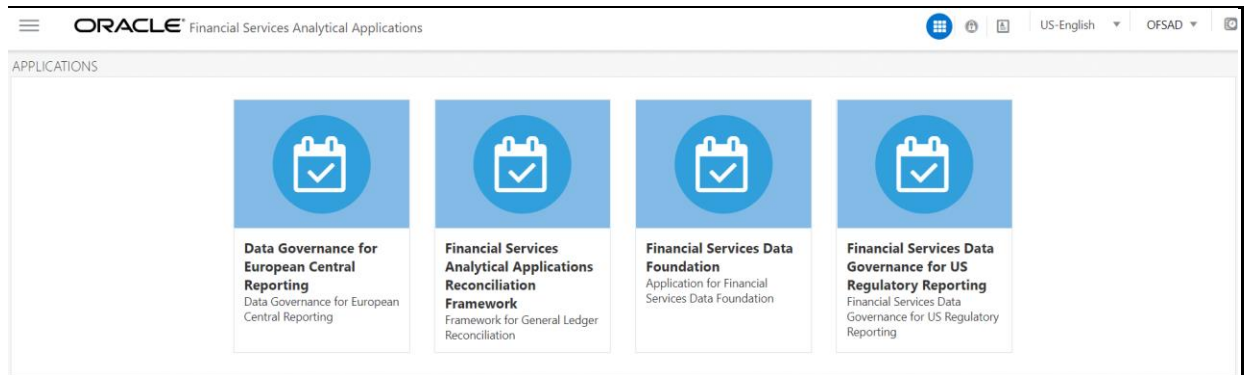 ORACLE® Financial Services Analytical Applications
US-English
OFSAD
APPLICATIONS
Data Governance for
European Central
Reporting
Data Governance for European
Central Reporting
Financial Services
Analytical Applications
Reconciliation
Framework
Framework for General Ledger
Reconciliation
Financial Services Data
Foundation
Application for Financial
Services Data Foundation
Financial Services Data
Governance for US
Regulatory Reporting
Financial Services Data
Governance for US Regulatory
Reporting